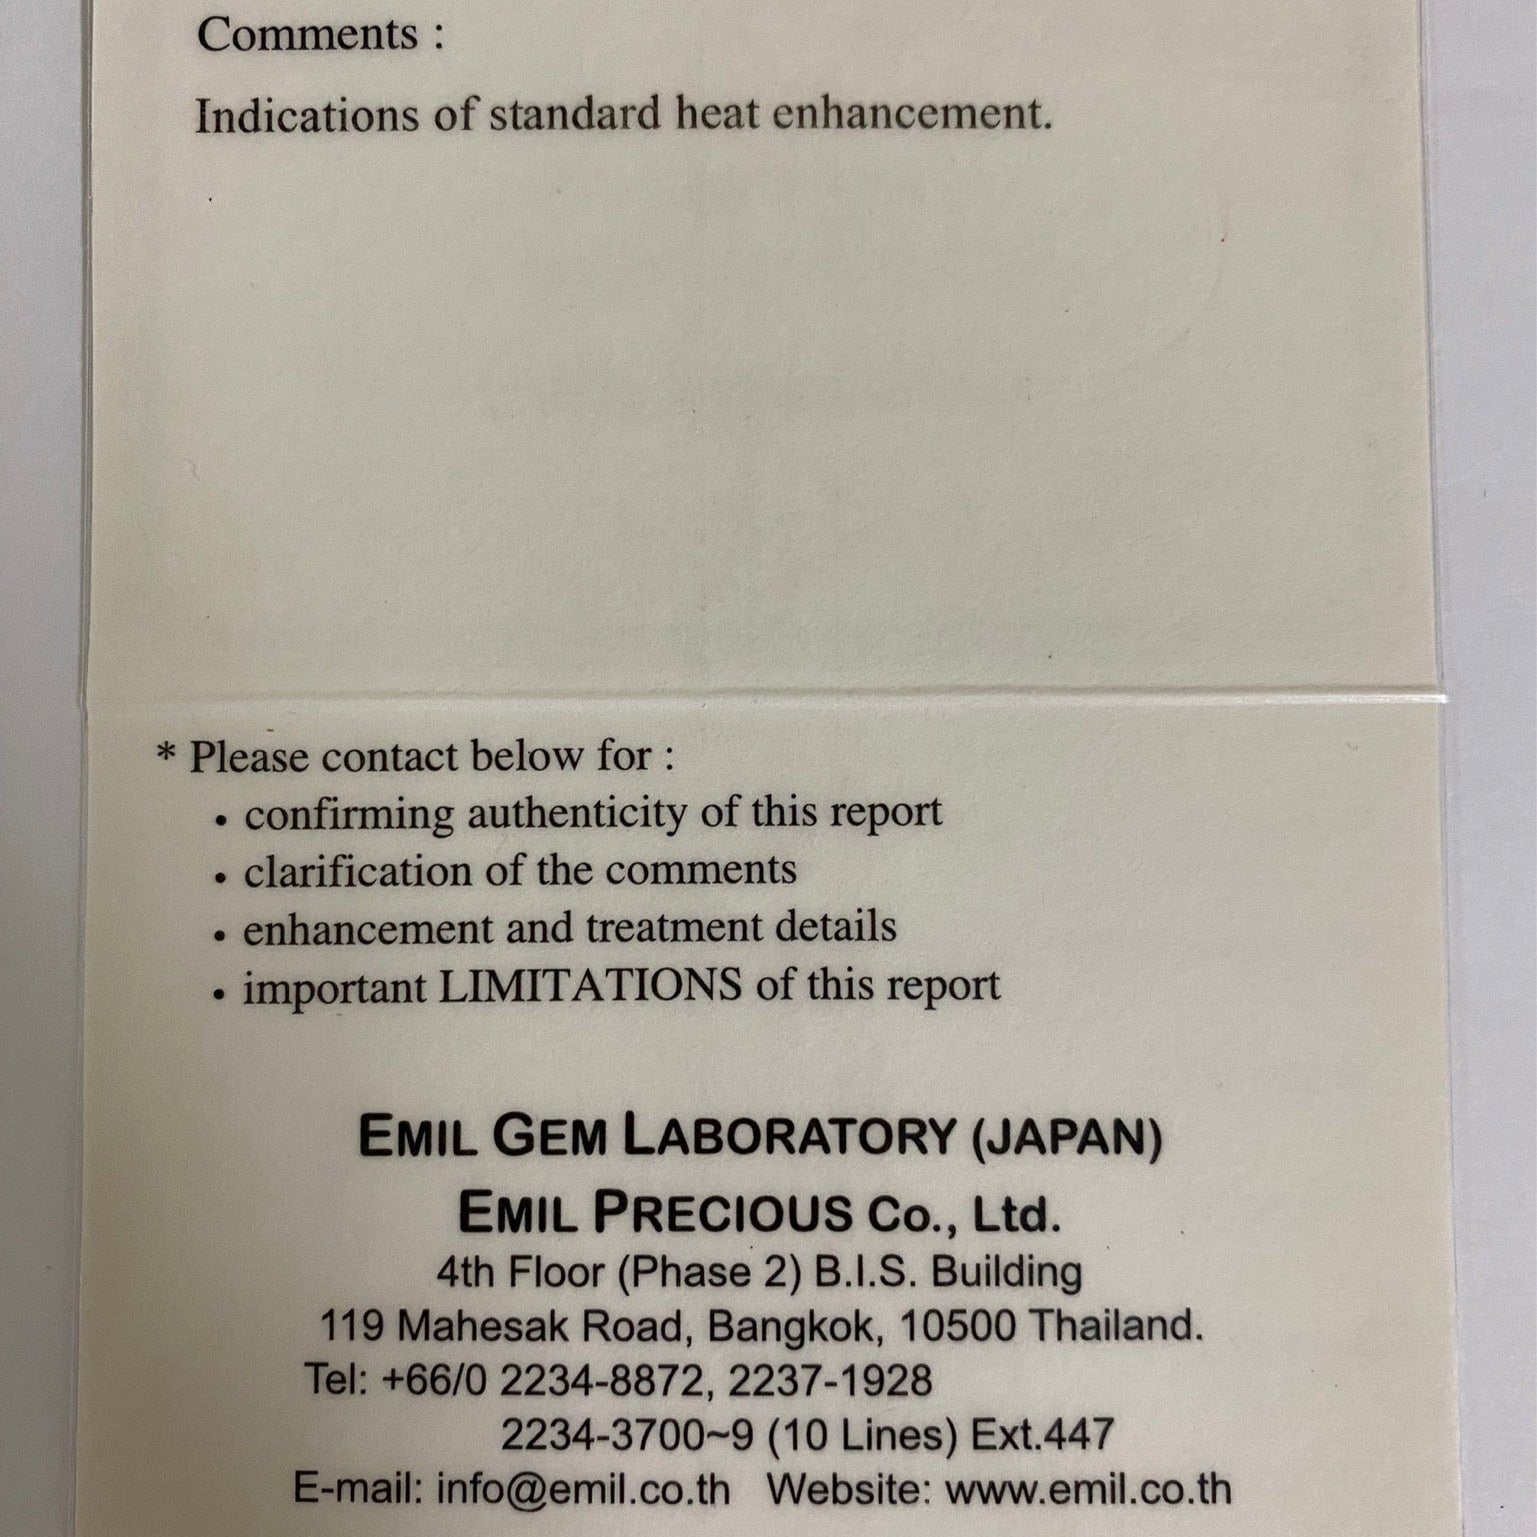 Comments :
Indications of standard heat enhancement.
* Please contact below for :
• confirming authenticity of this report
• clarification of the comments
• enhancement and treatment details
• important LIMITATIONS of this report
EMIL GEM LABORATORY (JAPAN)
EMIL PRECIOUS Co., Ltd.
4th Floor (Phase 2) B.I.S. Building
119 Mahesak Road, Bangkok, 10500 Thailand.
Tel: +66/0 2234-8872, 2237-1928
2234-3700~9 (10 Lines) Ext.447
E-mail: info@emil.co.th Website: www.emil.co.th